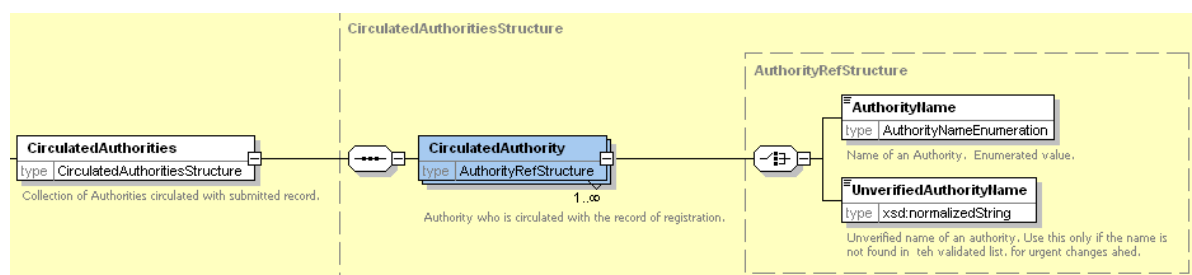 CirculatedAuthoritiesStructure
AuthorityRefStructure
AuthorityName
type AuthorityNameEnumeration
Name of an Authority. Enumerated value.
CirculatedAuthorities
type CirculatedAuthoritiesStructure
Collection of Authorities circulated with submitted record.
CirculatedAuthority
type AuthorityRefStructure
1..∞
Authority who is circulated with the record of registration.
UnverifiedAuthorityName
type xsd:normalizedString
Unverified name of an authority. Use this only if the name is
not found in teh validated list. for urgent changes ahed.